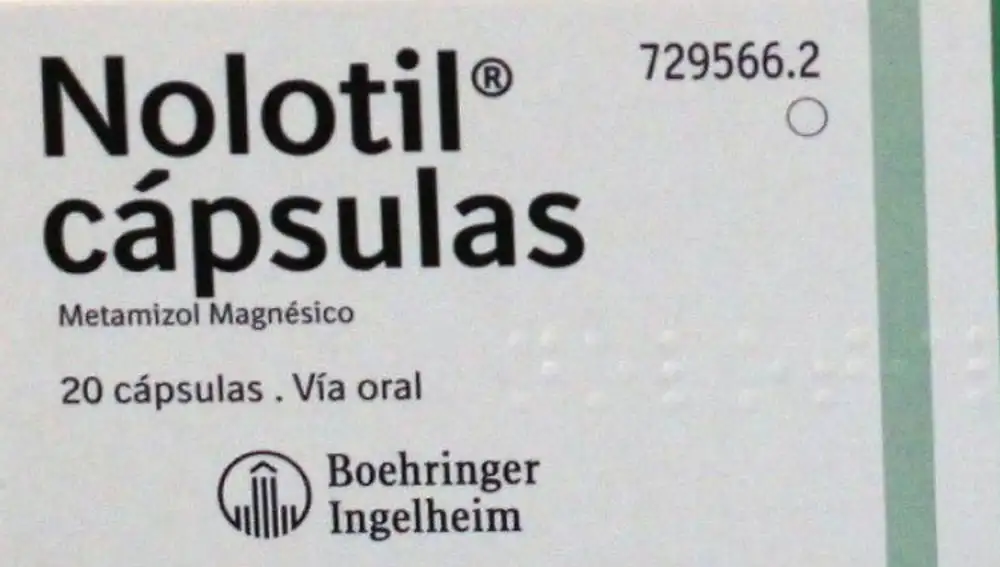 Nolotil®
cápsulas
729566.2
Metamizol Magnésico
20 cápsulas . Vía oral
Boehringer
Ingelheim